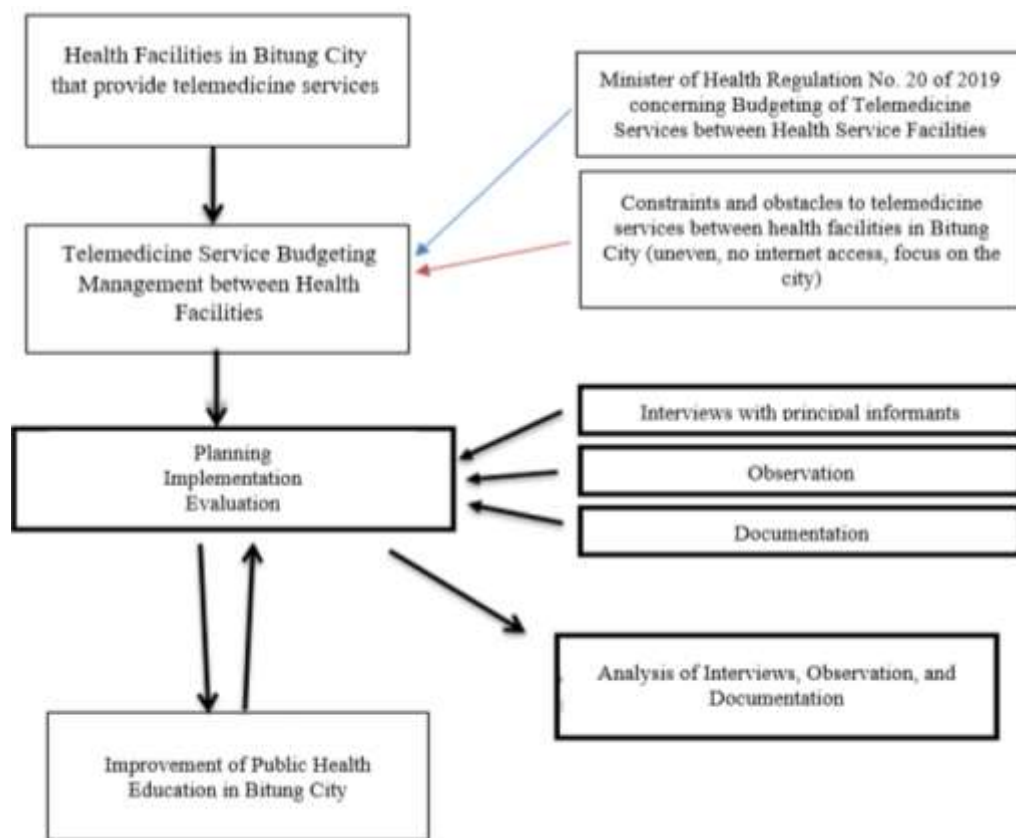 Health Facilities in Bitung City
that provide telemedicine services
Minister of Health Regulation No. 20 of 2019
concerning Budgeting of Telemedicine
Services between Health Service Facilities
Constraints and obstacles to telemedicine
services between health facilities in Bitung
City (uneven, no internet access, focus on the
city)
Telemedicine Service Budgeting
Management between Health
Facilities
Planning
Implementation
Evaluation
Interviews with principal informants
Observation
Documentation
Analysis of Interviews, Observation, and
Documentation
Improvement of Public Health
Education in Bitung City